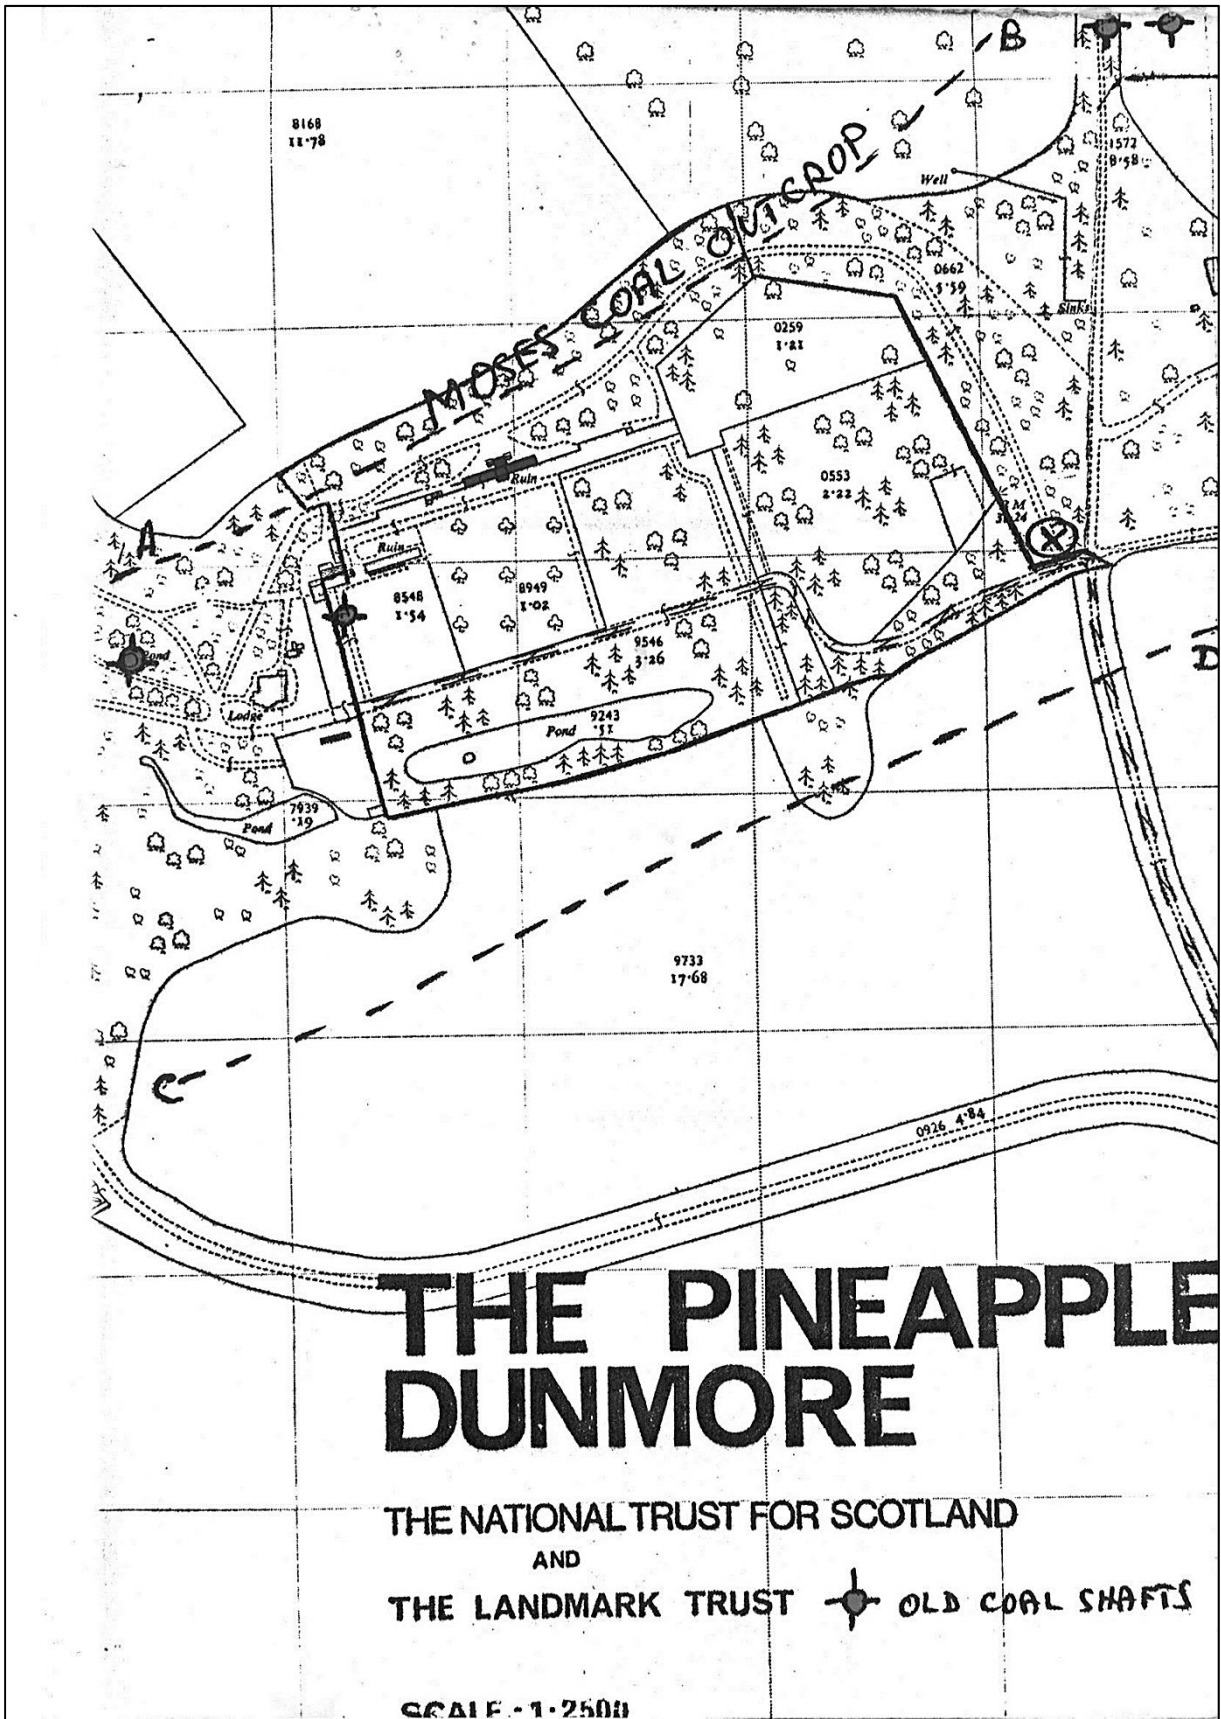 B
8168
11·78
1572
8·58
MOSES COAL OUTCROP
Well
0662
3·59
Sinks
0259
1·21
0553
2·22
Ruin
A
Ruin
8548
1·54
8949
1·02
X
9546
3·26
Pond
D
Lodge
9243
·51
Pond
7939
·19
Pond
9733
17·68
C
0926 4·84
THE PINEAPPLE
DUNMORE
THE NATIONAL TRUST FOR SCOTLAND
AND
THE LANDMARK TRUST
OLD COAL SHAFTS
SCALE - 1·2500